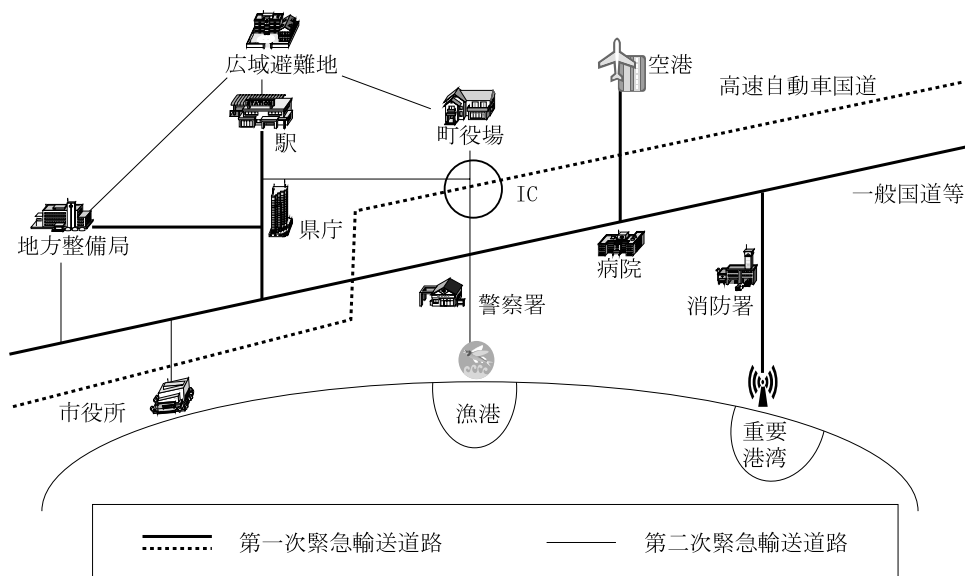 広域避難地
空港
高速自動車国道
駅
町役場
IC
一般国道等
県庁
地方整備局
病院
警察署
消防署
市役所
漁港
重要
港湾
第一次緊急輸送道路
第二次緊急輸送道路